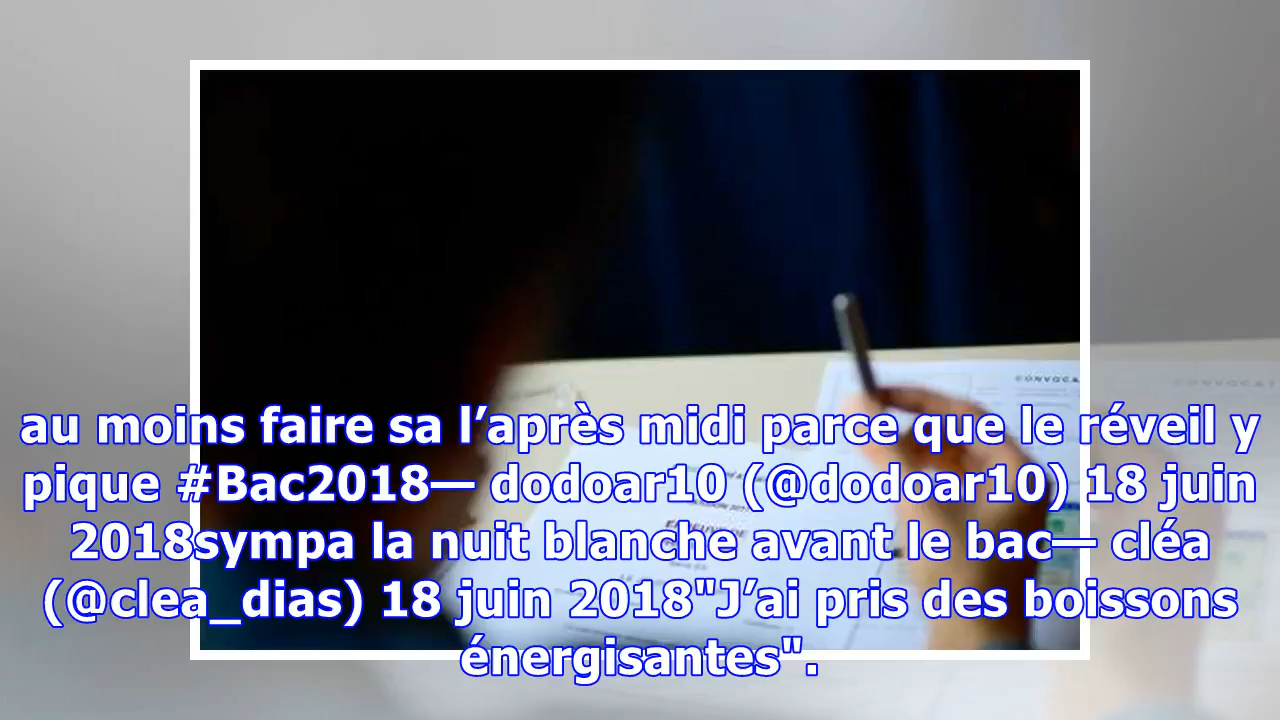 CONVOCA
au moins faire sa l’après midi parce que le réveil y
pique #Bac2018— dodoar10 (@dodoar10) 18 juin
2018sympa la nuit blanche avant le bac— cléa
(@clea_dias) 18 juin 2018"J’ai pris des boissons
énergisantes".